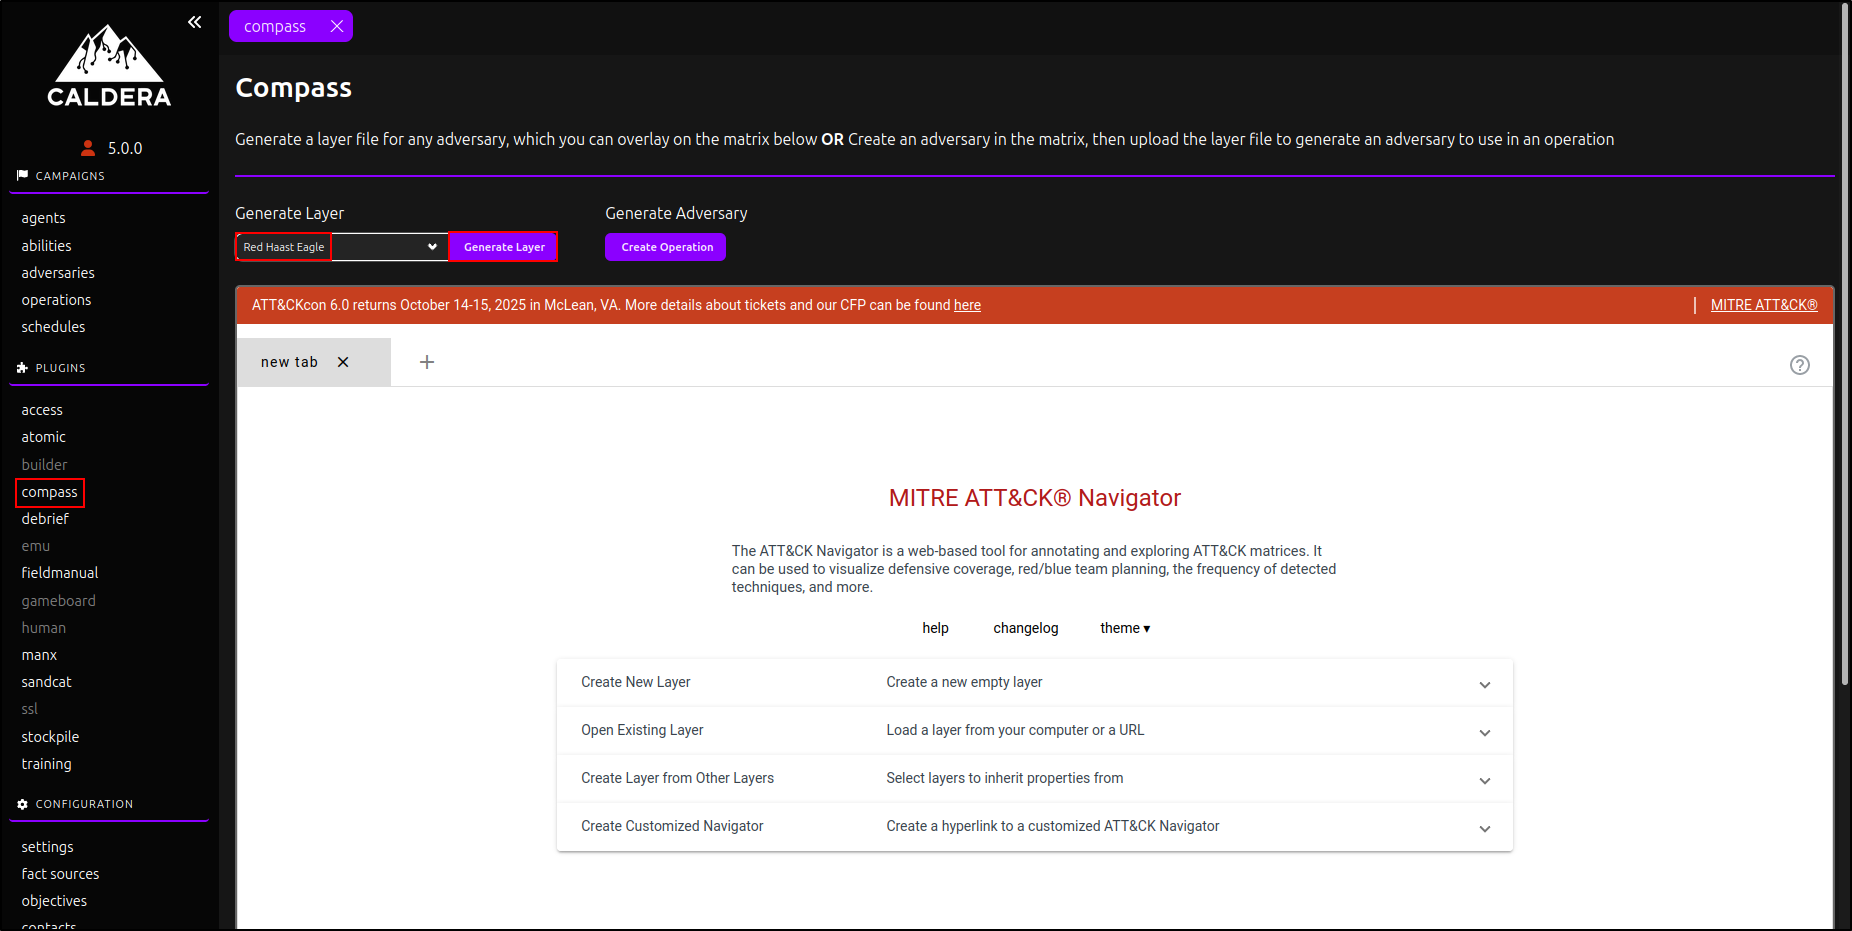 CALDERA
5.0.0
CAMPAIGNS
agents
abilities
adversaries
operations
schedules
PLUGINS
access
atomic
builder
compass
debrief
emu
fieldmanual
gameboard
human
manx
sandcat
ssl
stockpile
training
CONFIGURATION
settings
fact sources
objectives
contacts
compass
Compass
Generate a layer file for any adversary, which you can overlay on the matrix below OR Create an adversary in the matrix, then upload the layer file to generate an adversary to use in an operation
Generate Layer
Generate Adversary
Red Haast Eagle
Generate Layer
Create Operation
ATT&CKcon 6.0 returns October 14-15, 2025 in McLean, VA. More details about tickets and our CFP can be found here
| MITRE ATT&CK®
new tab
MITRE ATT&CK® Navigator
The ATT&CK Navigator is a web-based tool for annotating and exploring ATT&CK matrices. It
can be used to visualize defensive coverage, red/blue team planning, the frequency of detected
techniques, and more.
help changelog theme ▾
Create New Layer Create a new empty layer
Open Existing Layer Load a layer from your computer or a URL
Create Layer from Other Layers Select layers to inherit properties from
Create Customized Navigator Create a hyperlink to a customized ATT&CK Navigator